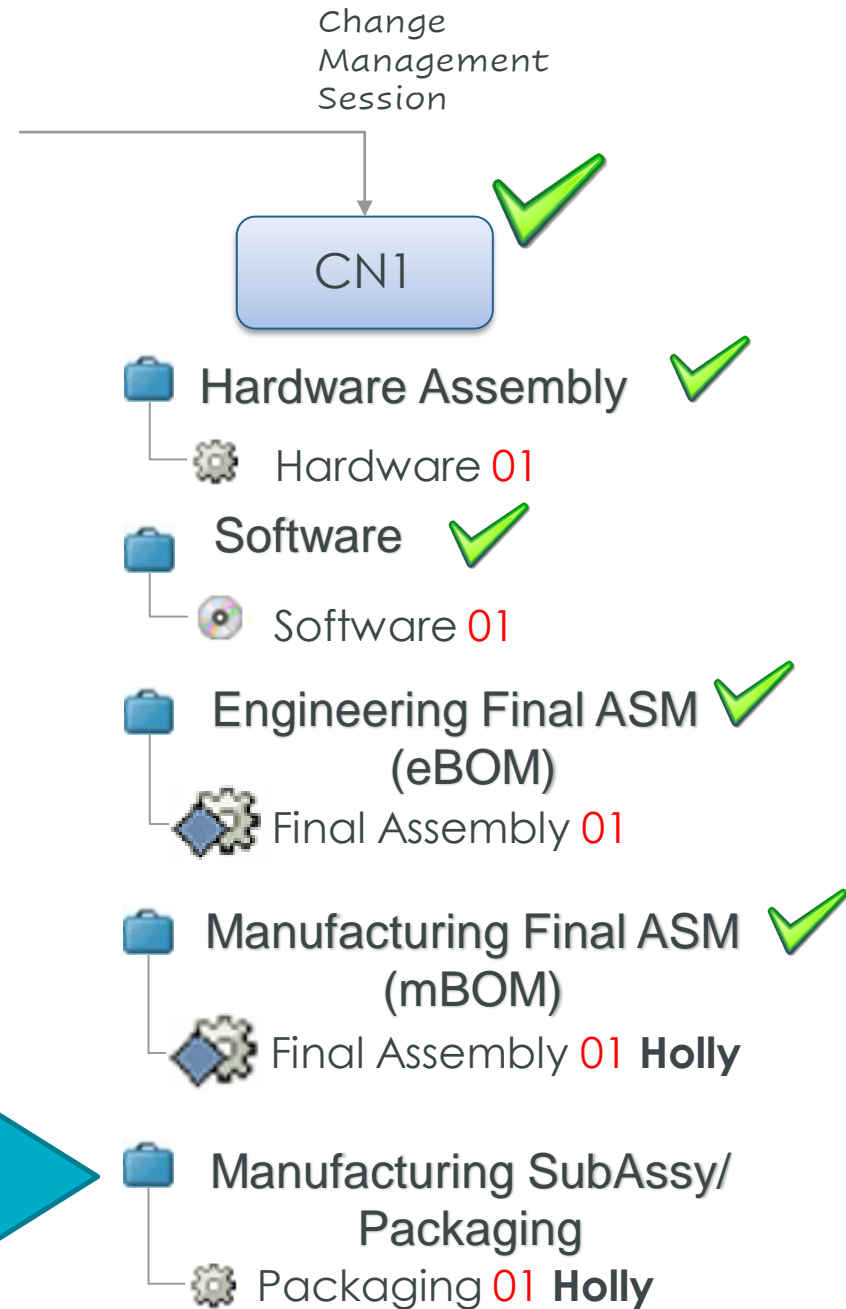 Change
Management
Session
CN1
Hardware Assembly
Hardware 01
Software
Software 01
Engineering Final ASM
(eBOM)
Final Assembly 01
Manufacturing Final ASM
(mBOM)
Final Assembly 01 Holly
Manufacturing SubAssy/
Packaging
Packaging 01 Holly